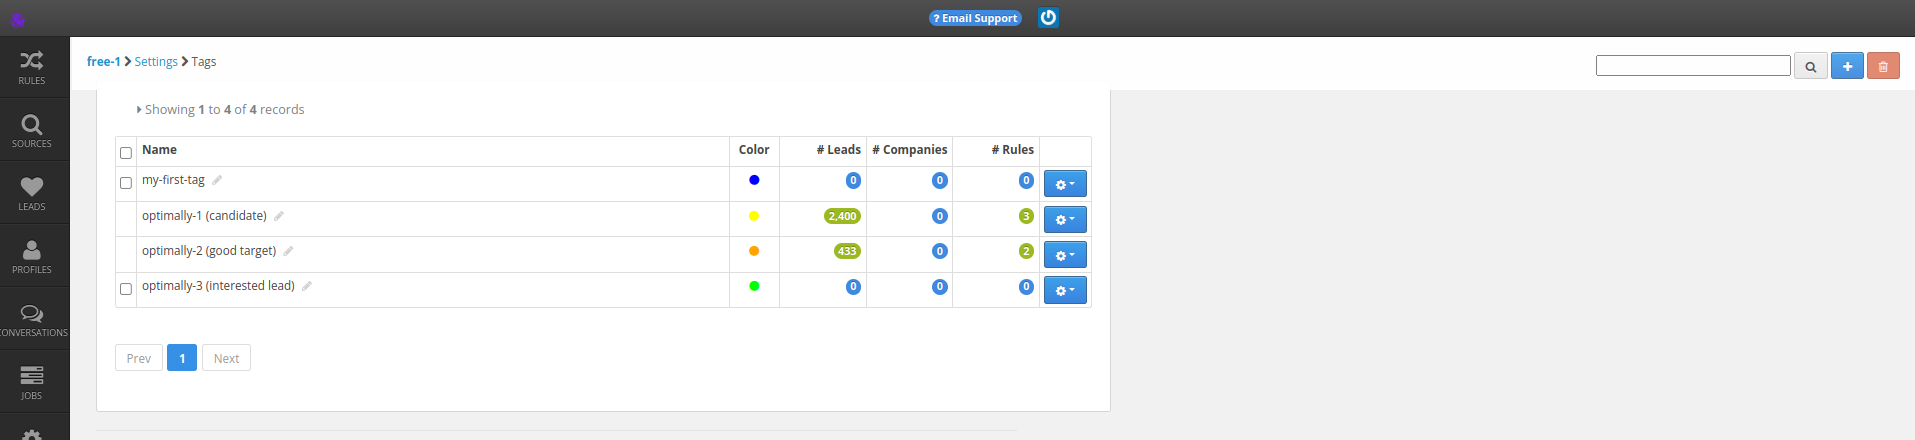 ? Email Support
RULES
SOURCES
LEADS
PROFILES
CONVERSATIONS
JOBS
free-1 Settings Tags
Showing 1 to 4 of 4 records
Name Color # Leads # Companies # Rules
my-first-tag 0 0 0
optimally-1 (candidate) 2,400 0 3
optimally-2 (good target) 433 0 2
optimally-3 (interested lead) 0 0 0
Prev 1 Next